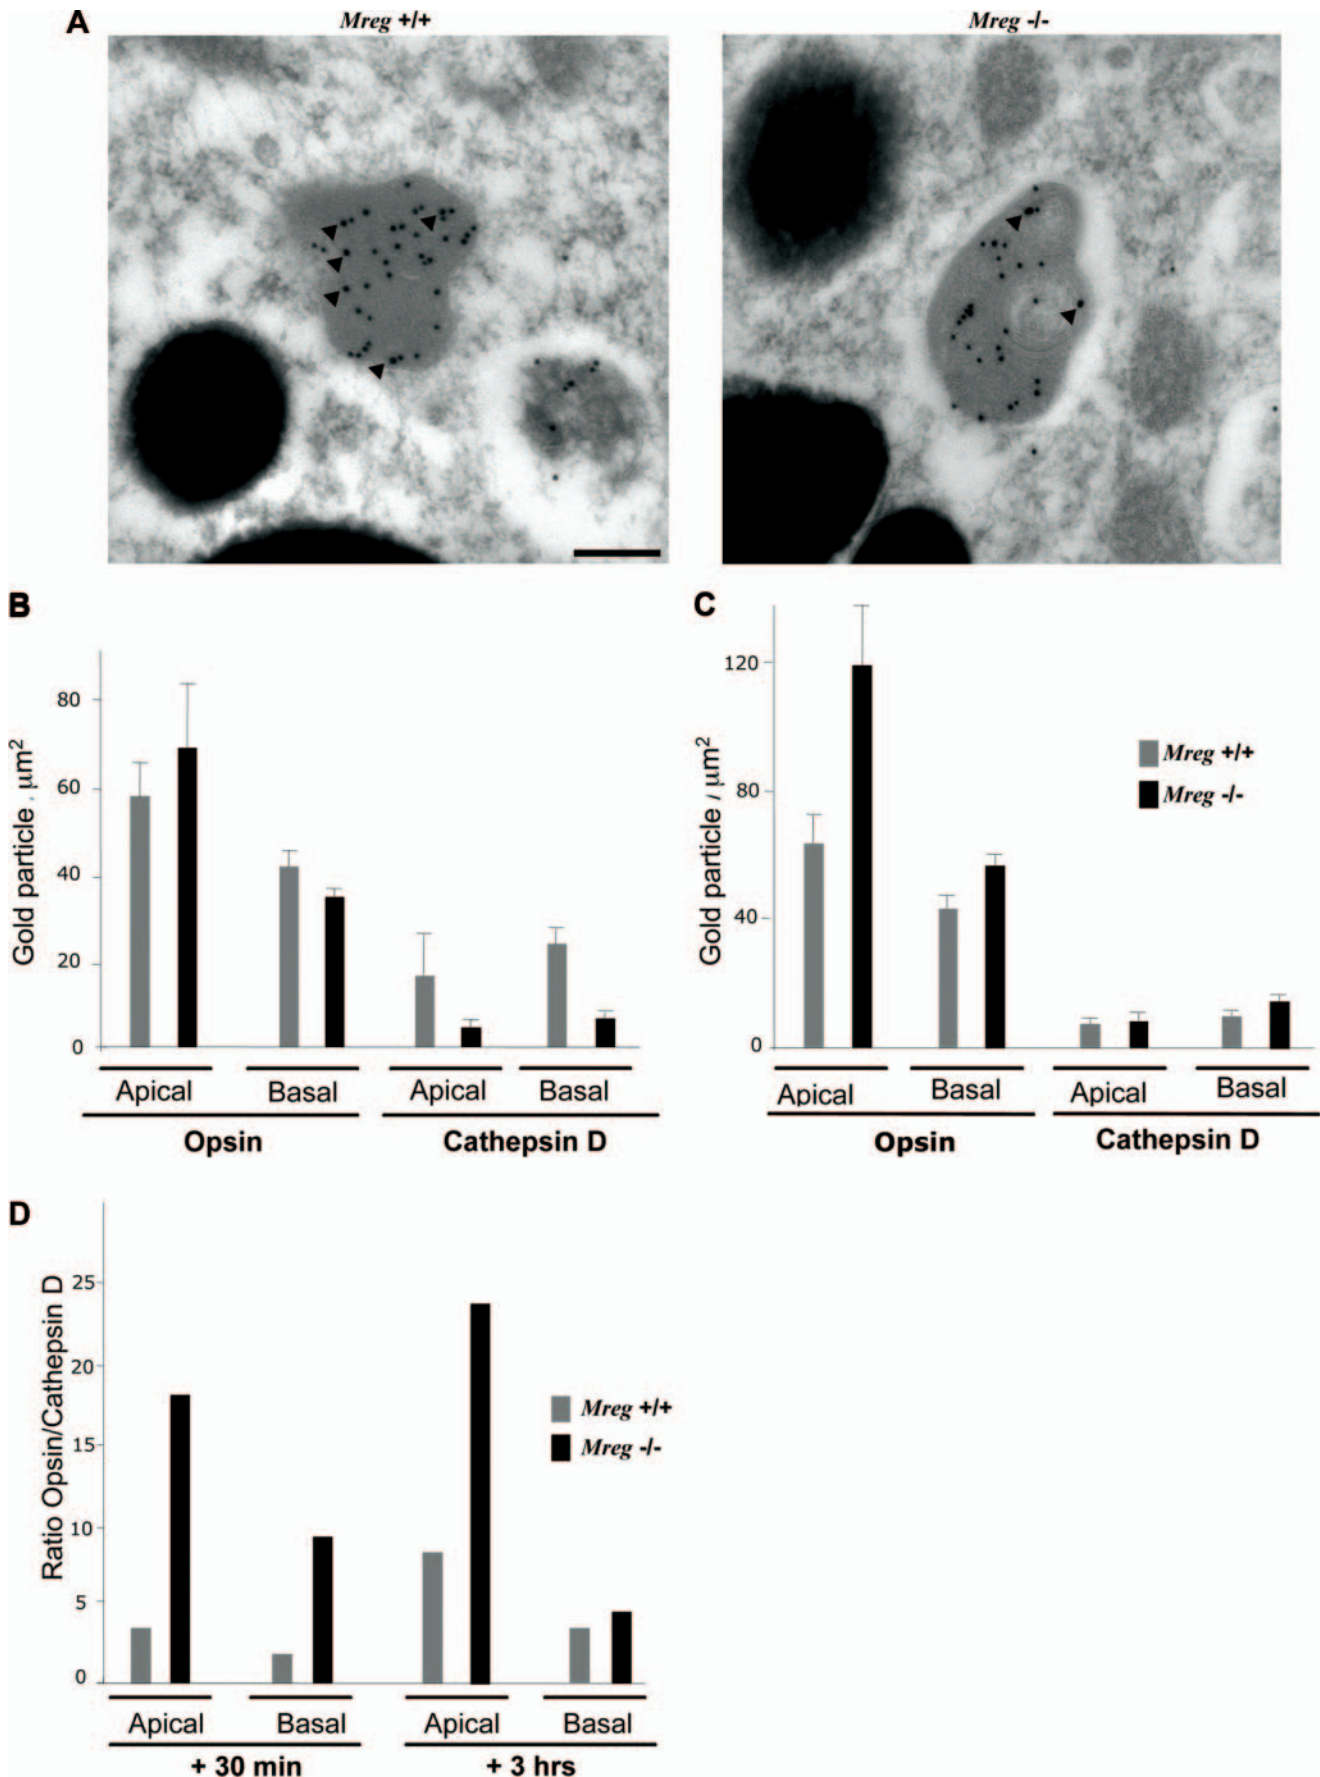 A
Mreg +/+
Mreg -/-
B
Gold particle . µm²
80
60
40
20
0
Apical
Basal
Apical
Basal
Opsin
Cathepsin D
C
Gold particle / µm²
120
80
40
0
Mreg +/+
Mreg -/-
Apical
Basal
Apical
Basal
Opsin
Cathepsin D
D
Ratio Opsin/Cathepsin D
25
20
15
10
5
0
Mreg +/+
Mreg -/-
Apical
Basal
Apical
Basal
+ 30 min
+ 3 hrs